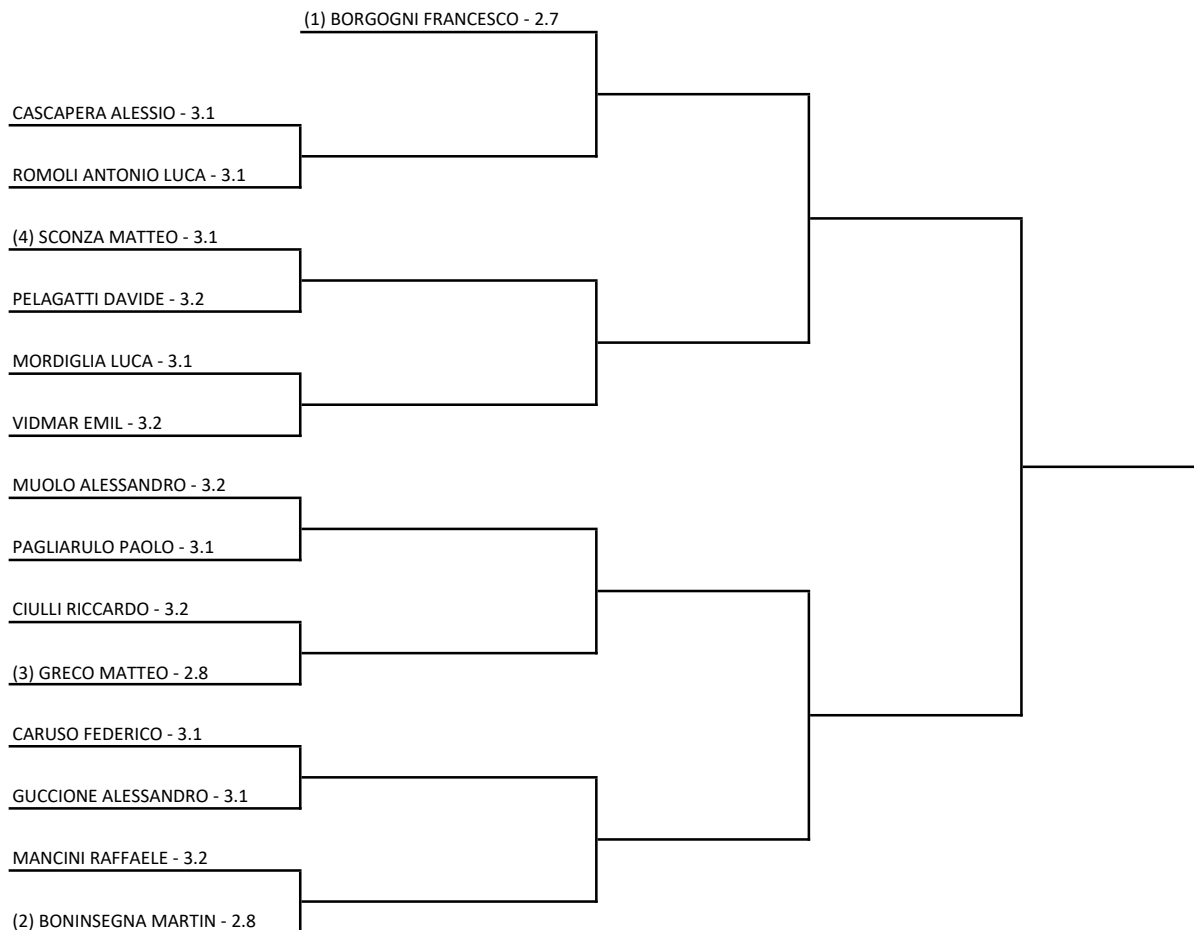 (1) BORGOGNI FRANCESCO - 2.7
CASCAPERA ALESSIO - 3.1
ROMOLI ANTONIO LUCA - 3.1
(4) SCONZA MATTEO - 3.1
PELAGATTI DAVIDE - 3.2
MORDIGLIA LUCA - 3.1
VIDMAR EMIL - 3.2
MUOLO ALESSANDRO - 3.2
PAGLIARULO PAOLO - 3.1
CIULLI RICCARDO - 3.2
(3) GRECO MATTEO - 2.8
CARUSO FEDERICO - 3.1
GUCCIONE ALESSANDRO - 3.1
MANCINI RAFFAELE - 3.2
(2) BONINSEGNA MARTIN - 2.8